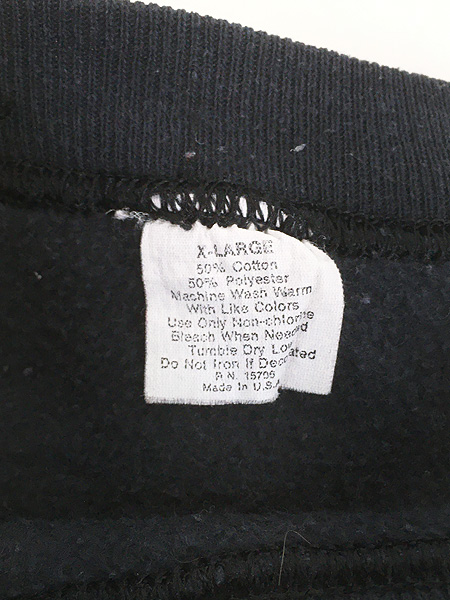 X-LARGE
50% Cotton
50% Polyester
Machine Wash Warm
With Like Colors
Use Only Non-chlorine
Bleach When Needed
Tumble Dry Low
Do Not Iron If Decorated
R.N. 15799
Made In U.S.A.